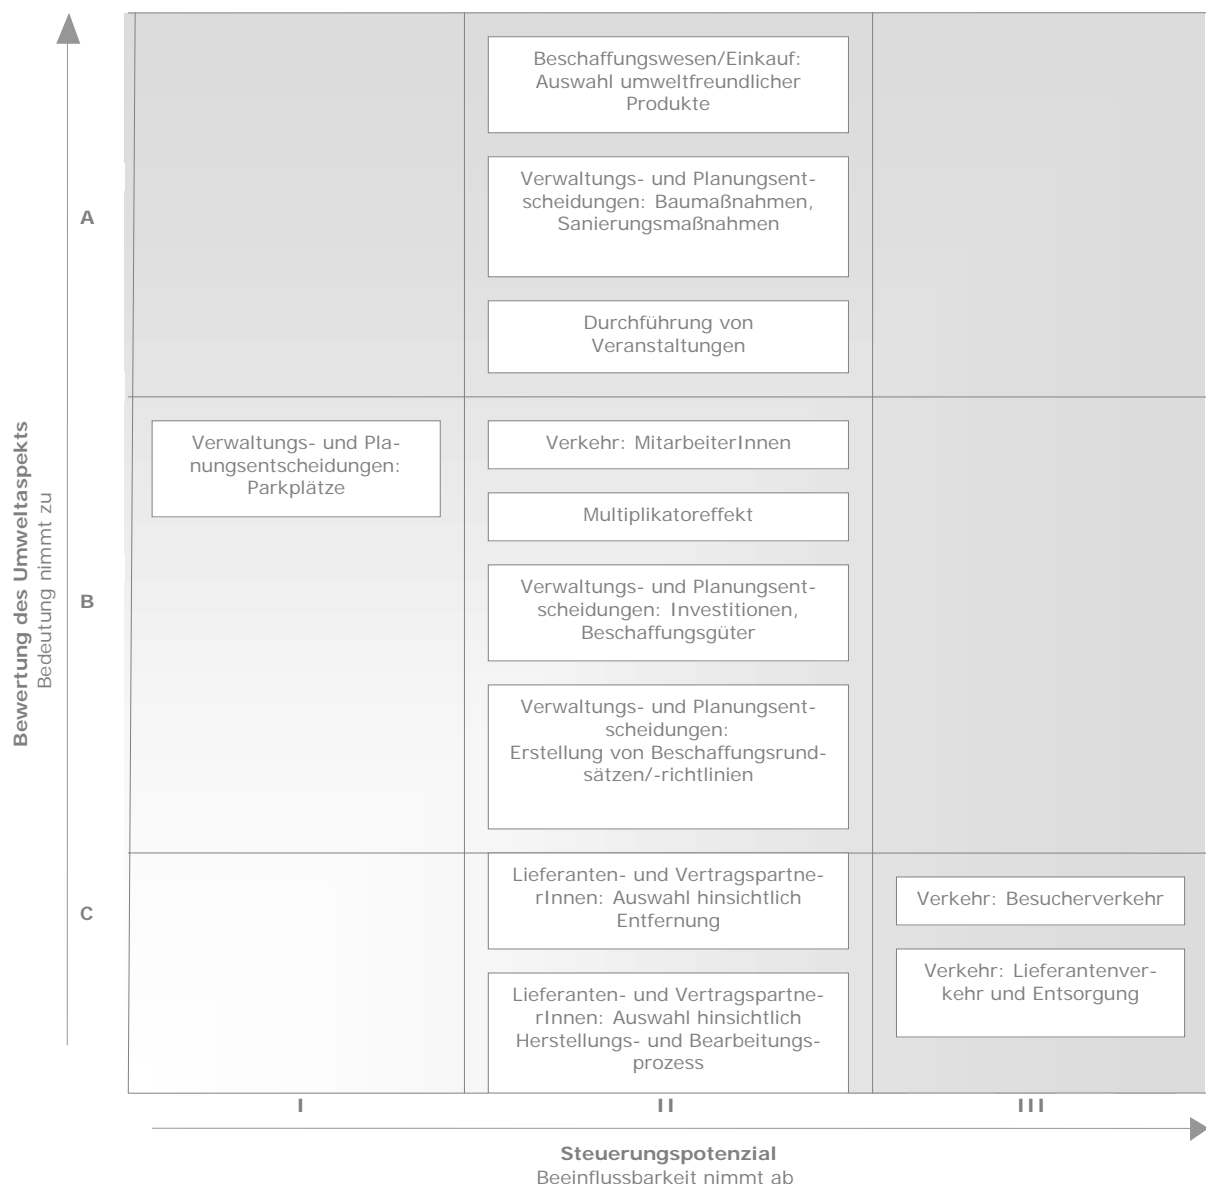 Beschaffungswesen/Einkauf:
Auswahl umweltfreundlicher
Produkte
Verwaltungs- und Planungsent-
scheidungen: Baumaßnahmen,
Sanierungsmaßnahmen
A
Durchführung von
Veranstaltungen
Bewertung des Umweltaspekts
Bedeutung nimmt zu
Verwaltungs- und Pla-
nungsentscheidungen:
Parkplätze
Verkehr: MitarbeiterInnen
Multiplikatoreffekt
B
Verwaltungs- und Planungsent-
scheidungen: Investitionen,
Beschaffungsgüter
Verwaltungs- und Planungsent-
scheidungen:
Erstellung von Beschaffungsrund-
sätzen/-richtlinien
C
Lieferanten- und Vertragspartne-
rInnen: Auswahl hinsichtlich
Entfernung
Verkehr: Besucherverkehr
Lieferanten- und Vertragspartne-
rInnen: Auswahl hinsichtlich
Herstellungs- und Bearbeitungs-
prozess
Verkehr: Lieferantenver-
kehr und Entsorgung
I
II
III
Steuerungspotenzial
Beeinflussbarkeit nimmt ab